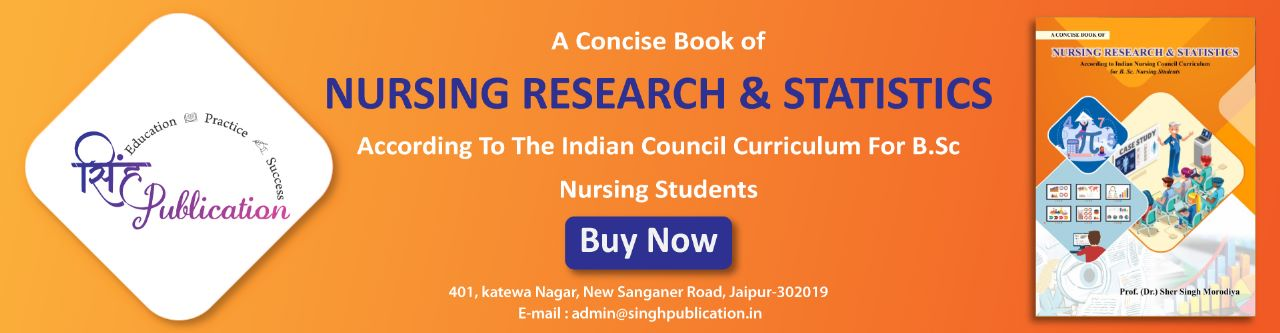 Education Practice Success
सिंह
Publication
A Concise Book of
NURSING RESEARCH & STATISTICS
According To The Indian Council Curriculum For B.Sc
Nursing Students
Buy Now
401, katewa Nagar, New Sanganer Road, Jaipur-302019
E-mail : admin@singhpublication.in
A CONCISE BOOK OF
NURSING RESEARCH & STATISTICS
According to Indian Nursing Council Curriculum
for B. Sc. Nursing Students
CASE STUDY
Prof. (Dr.) Sher Singh Morodiya